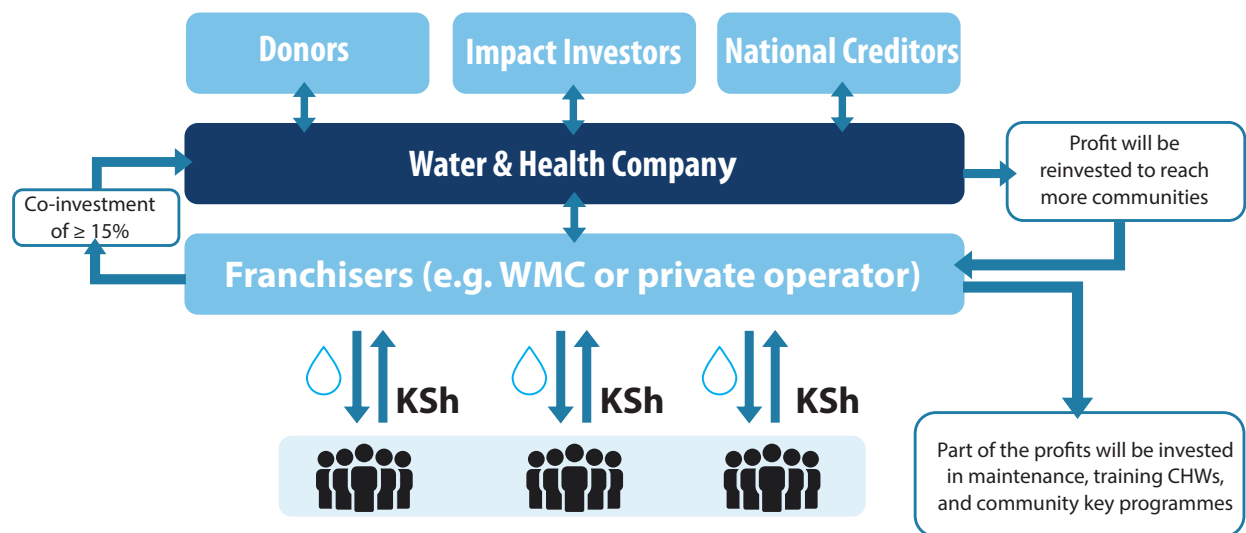 Donors
Impact Investors
National Creditors
Water & Health Company
Profit will be
reinvested to reach
more communities
Co-investment
of ≥ 15%
Franchisers (e.g. WMC or private operator)
KSh
KSh
KSh
Part of the profits will be invested
in maintenance, training CHWs,
and community key programmes